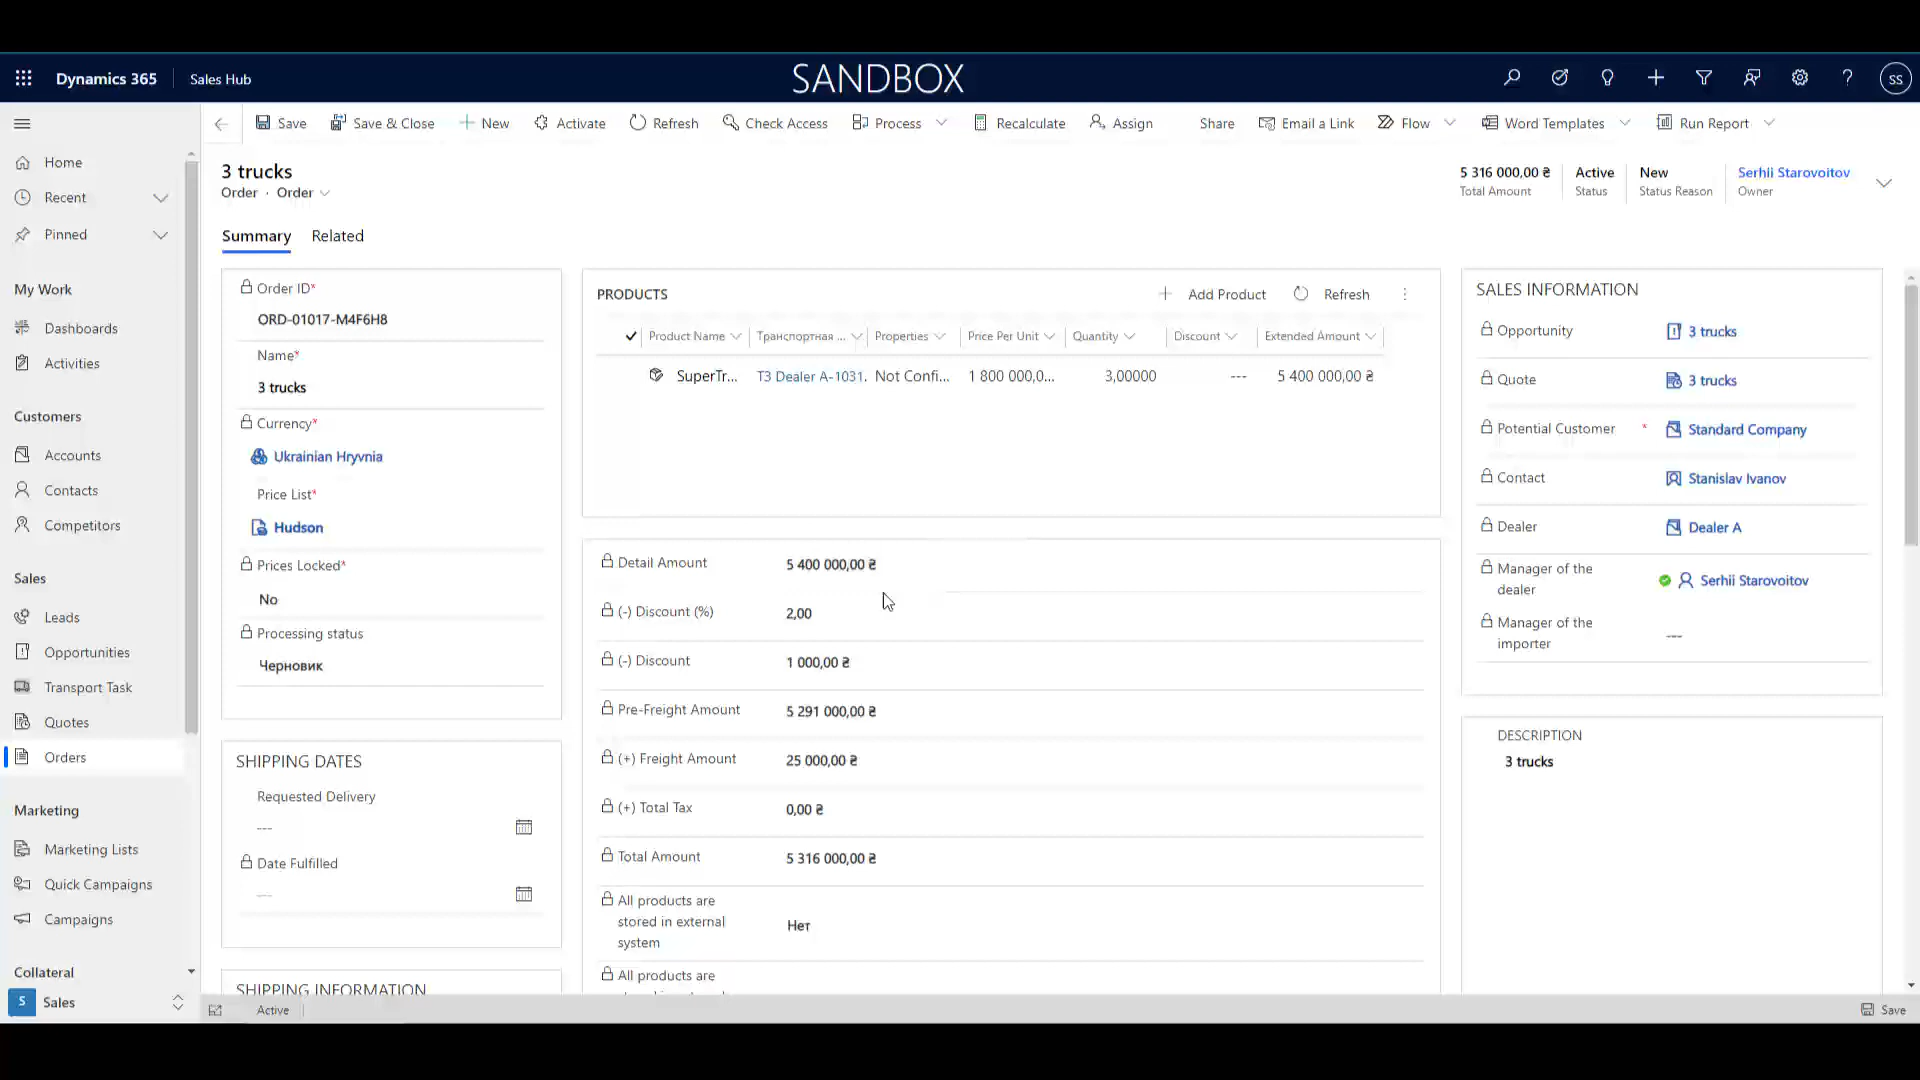 Dynamics 365
Sales Hub
SANDBOX
SS
Save
Save & Close
New
Activate
Refresh
Check Access
Process
Recalculate
Assign
Share
Email a Link
Flow
Word Templates
Run Report
Home
Recent
Pinned
My Work
Dashboards
Activities
Customers
Accounts
Contacts
Competitors
Sales
Leads
Opportunities
Transport Task
Quotes
Orders
Marketing
Marketing Lists
Quick Campaigns
Campaigns
Collateral
S
Sales
3 trucks
Order · Order
5 316 000,00 ₴
Total Amount
Active
Status
New
Status Reason
Serhii Starovoitov
Owner
Summary
Related
Order ID*
ORD-01017-M4F6H8
Name*
3 trucks
Currency*
Ukrainian Hryvnia
Price List*
Hudson
Prices Locked*
No
Processing status
Черновик
SHIPPING DATES
Requested Delivery
---
Date Fulfilled
---
SHIPPING INFORMATION
PRODUCTS
Add Product
Refresh
Product Name
Транспортная ...
Properties
Price Per Unit
Quantity
Discount
Extended Amount
SuperTr...
T3 Dealer A-1031.
Not Confi...
1 800 000,0...
3,00000
---
5 400 000,00 ₴
Detail Amount
5 400 000,00 ₴
(-) Discount (%)
2,00
(-) Discount
1 000,00 ₴
Pre-Freight Amount
5 291 000,00 ₴
(+) Freight Amount
25 000,00 ₴
(+) Total Tax
0,00 ₴
Total Amount
5 316 000,00 ₴
All products are
stored in external
system
Нет
All products are
SALES INFORMATION
Opportunity
3 trucks
Quote
3 trucks
Potential Customer *
Standard Company
Contact
Stanislav Ivanov
Dealer
Dealer A
Manager of the
dealer
Serhii Starovoitov
Manager of the
importer
---
DESCRIPTION
3 trucks
Active
Save